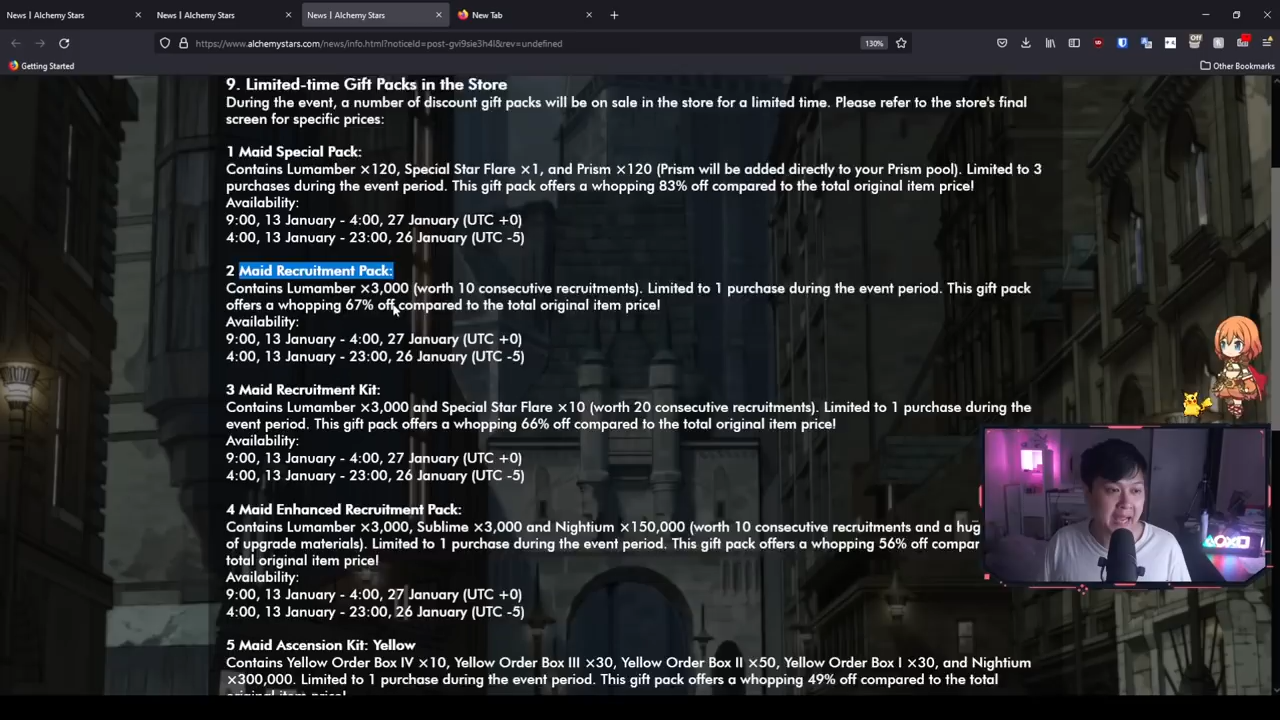 News | Alchemy Stars
News | Alchemy Stars
News | Alchemy Stars
New Tab
https://www.alchemystars.com/news/info.html?noticeId=post-gvi9sie3h4l&rev=undefined
130%
Off
Getting Started
Other Bookmarks
9. Limited-time Gift Packs in the Store
During the event, a number of discount gift packs will be on sale in the store for a limited time. Please refer to the store's final
screen for specific prices:
1 Maid Special Pack:
Contains Lumamber ×120, Special Star Flare ×1, and Prism ×120 (Prism will be added directly to your Prism pool). Limited to 3
purchases during the event period. This gift pack offers a whopping 83% off compared to the total original item price!
Availability:
9:00, 13 January - 4:00, 27 January (UTC +0)
4:00, 13 January - 23:00, 26 January (UTC -5)
2 Maid Recruitment Pack:
Contains Lumamber ×3,000 (worth 10 consecutive recruitments). Limited to 1 purchase during the event period. This gift pack
offers a whopping 67% off compared to the total original item price!
Availability:
9:00, 13 January - 4:00, 27 January (UTC +0)
4:00, 13 January - 23:00, 26 January (UTC -5)
3 Maid Recruitment Kit:
Contains Lumamber ×3,000 and Special Star Flare ×10 (worth 20 consecutive recruitments). Limited to 1 purchase during the
event period. This gift pack offers a whopping 66% off compared to the total original item price!
Availability:
9:00, 13 January - 4:00, 27 January (UTC +0)
4:00, 13 January - 23:00, 26 January (UTC -5)
4 Maid Enhanced Recruitment Pack:
Contains Lumamber ×3,000, Sublime ×3,000 and Nightium ×150,000 (worth 10 consecutive recruitments and a hug
of upgrade materials). Limited to 1 purchase during the event period. This gift pack offers a whopping 56% off compar
total original item price!
Availability:
9:00, 13 January - 4:00, 27 January (UTC +0)
4:00, 13 January - 23:00, 26 January (UTC -5)
5 Maid Ascension Kit: Yellow
Contains Yellow Order Box IV ×10, Yellow Order Box III ×30, Yellow Order Box II ×50, Yellow Order Box I ×30, and Nightium
×300,000. Limited to 1 purchase during the event period. This gift pack offers a whopping 49% off compared to the total
original item price!